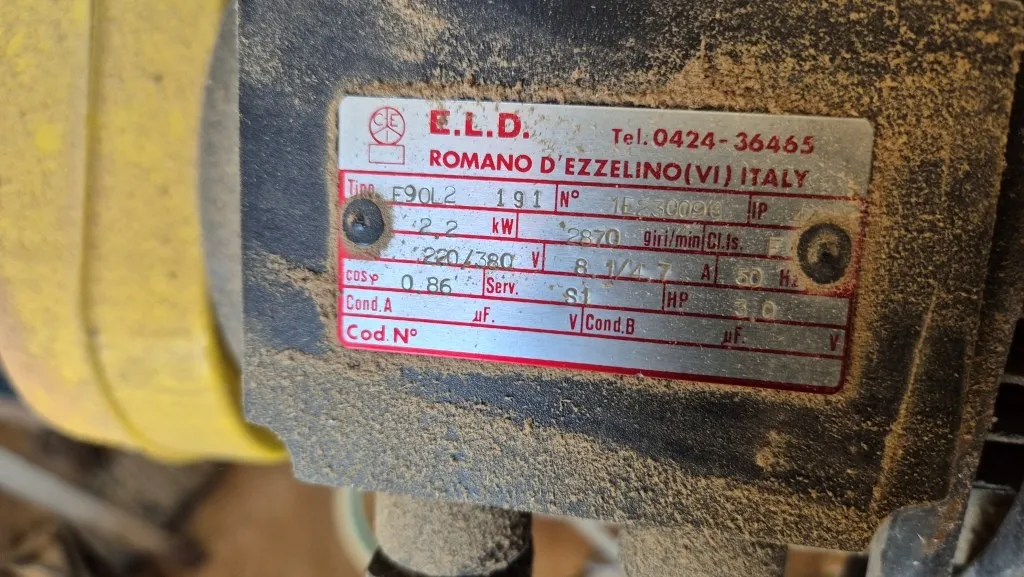 CE
E.L.D. Tel. 0424-36465
ROMANO D'EZZELINO(VI) ITALY
Tipo F90L2 191 N° IP
2.2 kW 2870 giri/min Cl.Is. F
220/380 V 8.1/4.7 A 50 Hz
cosφ 0.86 Serv. S1 HP 3.0
Cond.A µF. V Cond.B µF. V
Cod.N°